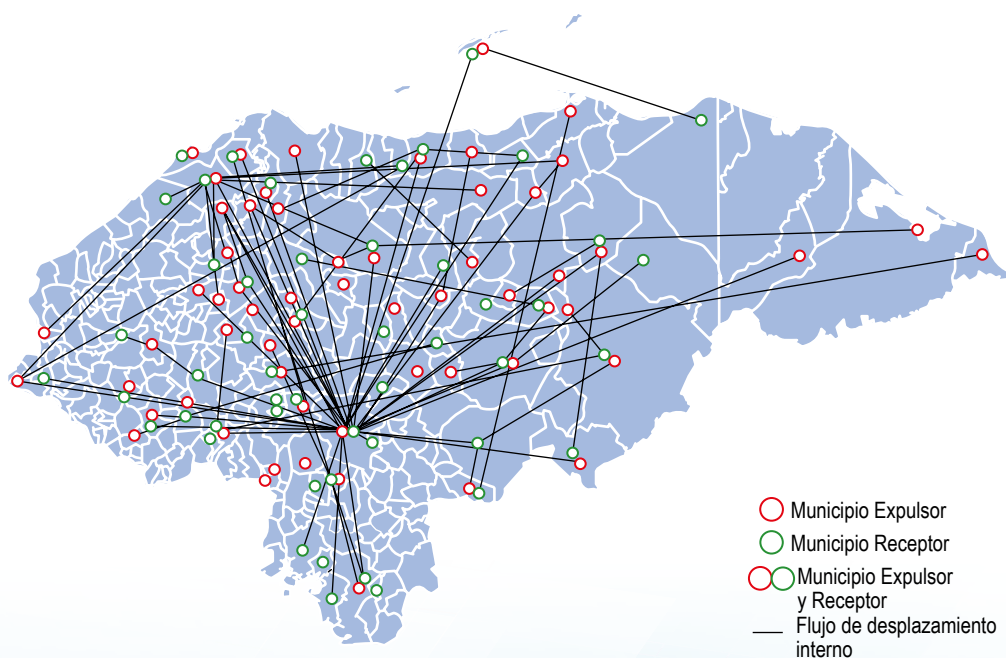 Municipio Expulsor
Municipio Receptor
Municipio Expulsor
y Receptor
Flujo de desplazamiento
interno